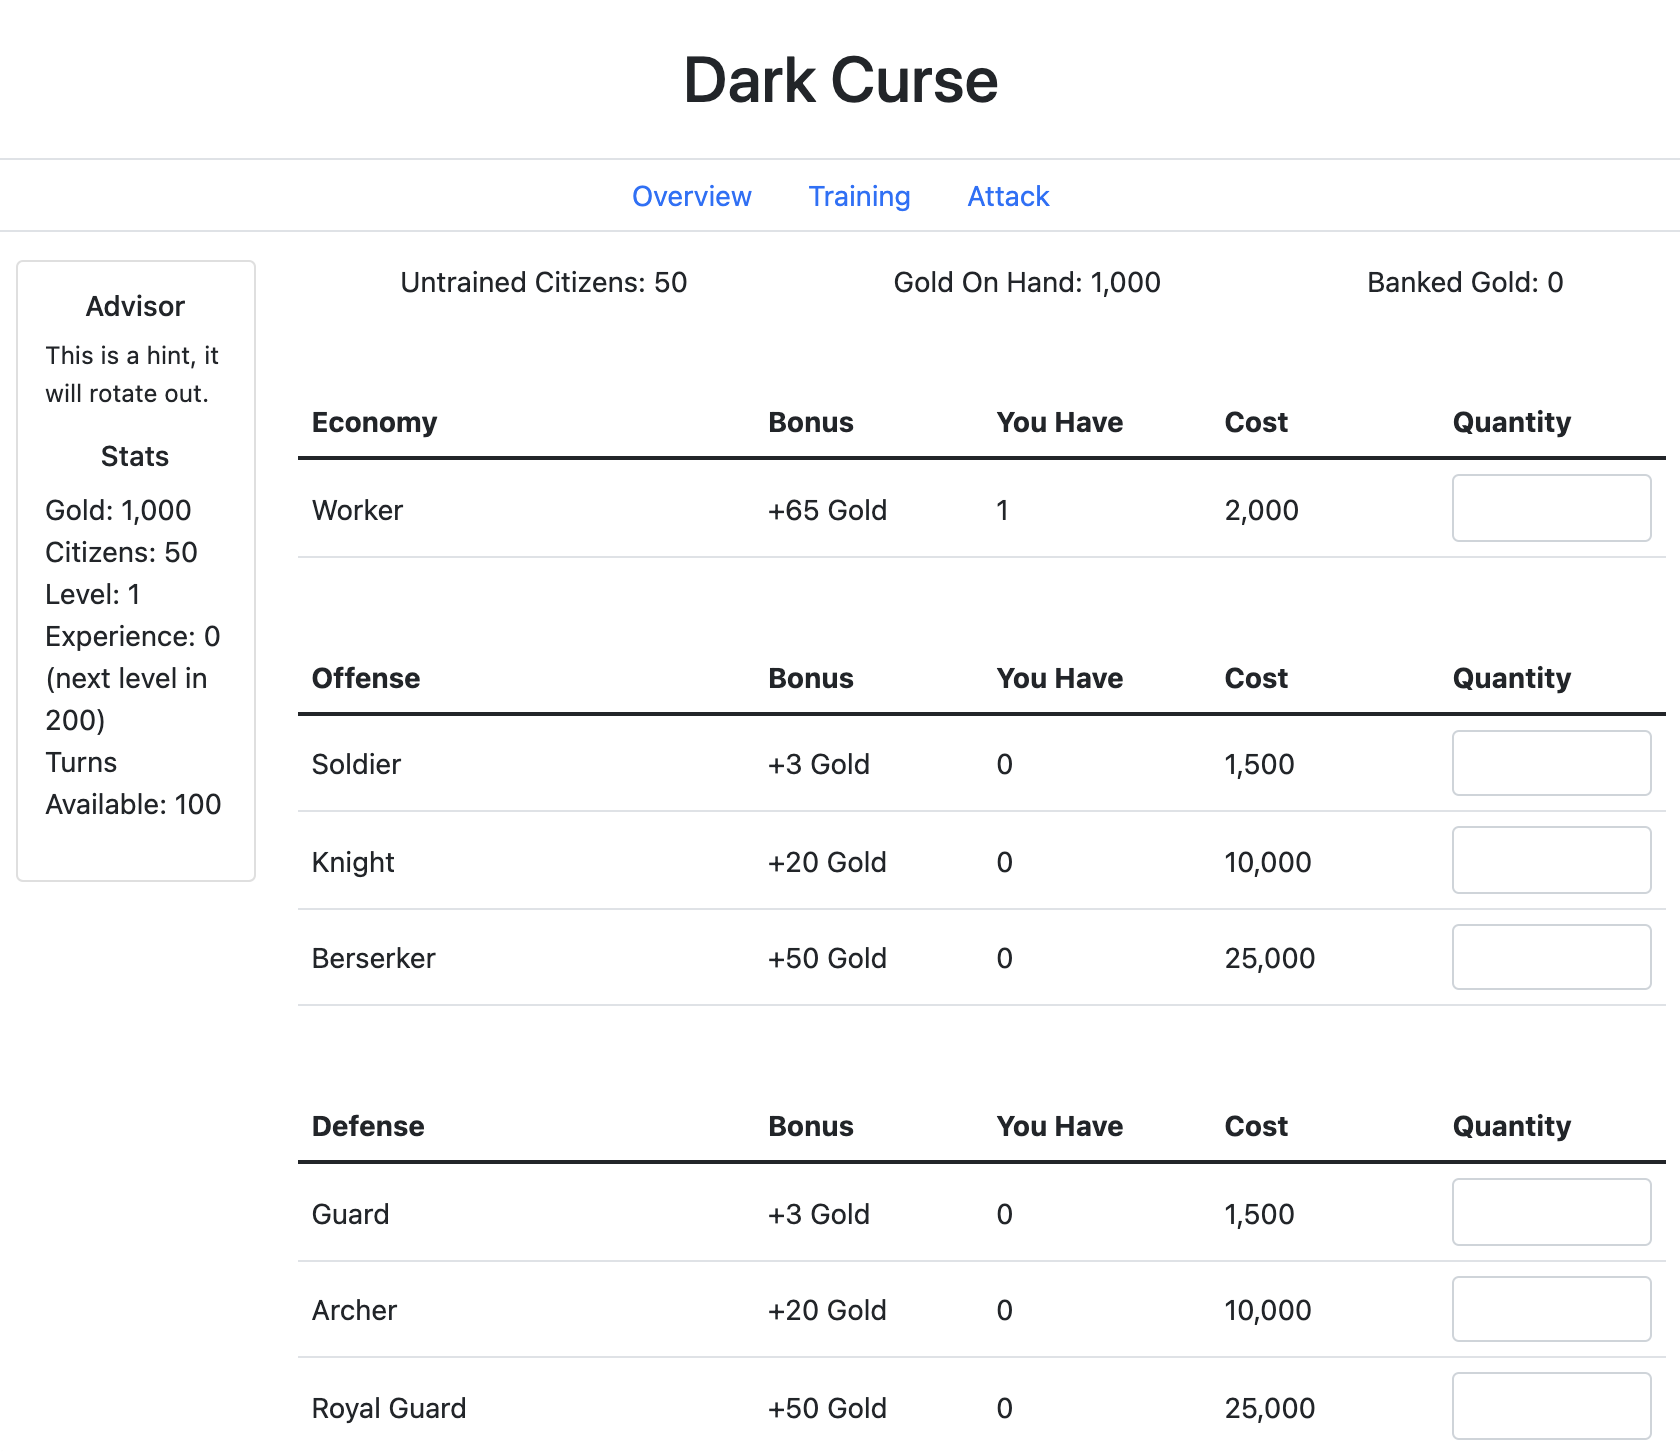 Dark Curse
Overview Training Attack
Advisor
This is a hint, it
will rotate out.
Stats
Gold: 1,000
Citizens: 50
Level: 1
Experience: 0
(next level in
200)
Turns
Available: 100
Untrained Citizens: 50 Gold On Hand: 1,000 Banked Gold: 0
Economy Bonus You Have Cost Quantity
Worker +65 Gold 1 2,000
Offense Bonus You Have Cost Quantity
Soldier +3 Gold 0 1,500
Knight +20 Gold 0 10,000
Berserker +50 Gold 0 25,000
Defense Bonus You Have Cost Quantity
Guard +3 Gold 0 1,500
Archer +20 Gold 0 10,000
Royal Guard +50 Gold 0 25,000